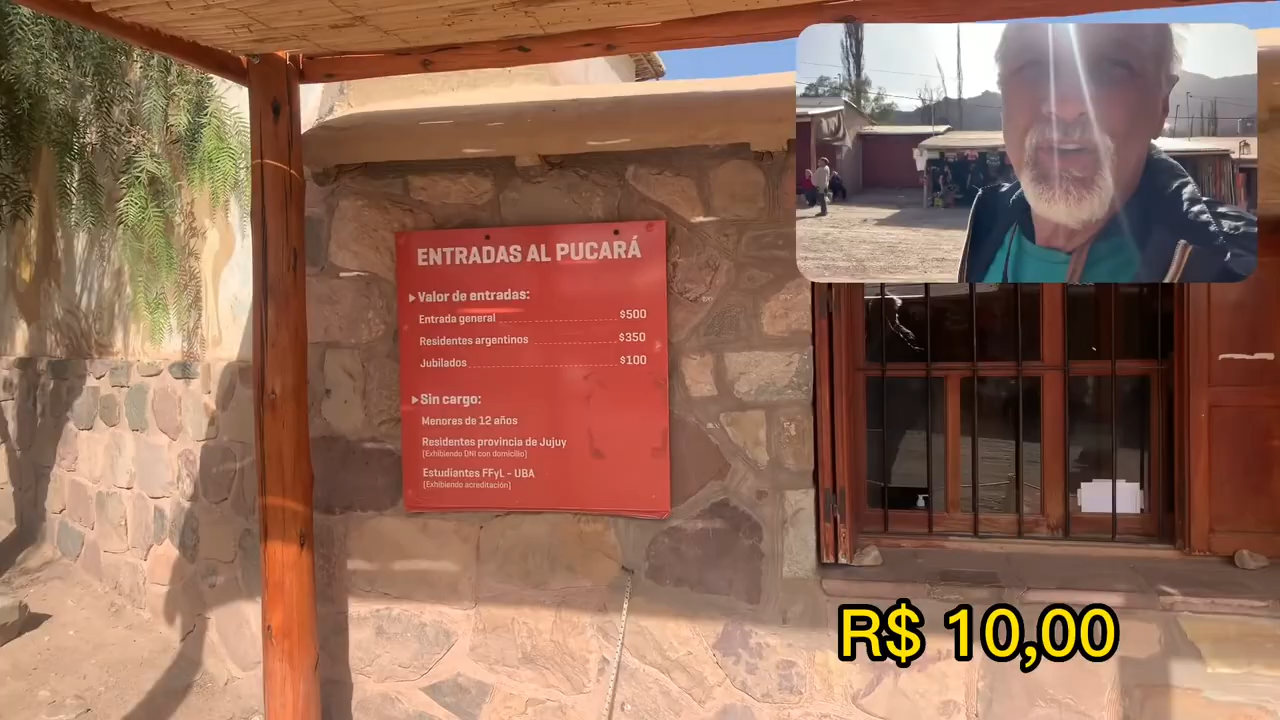 ENTRADAS AL PUCARÁ
Valor de entradas:
Entrada general $500
Residentes argentinos $350
Jubilados $100
Sin cargo:
Menores de 12 años
Residentes provincia de Jujuy
(Exhibiendo DNI con domicilio)
Estudiantes FFyL - UBA
(Exhibiendo acreditación)
R$ 10,00